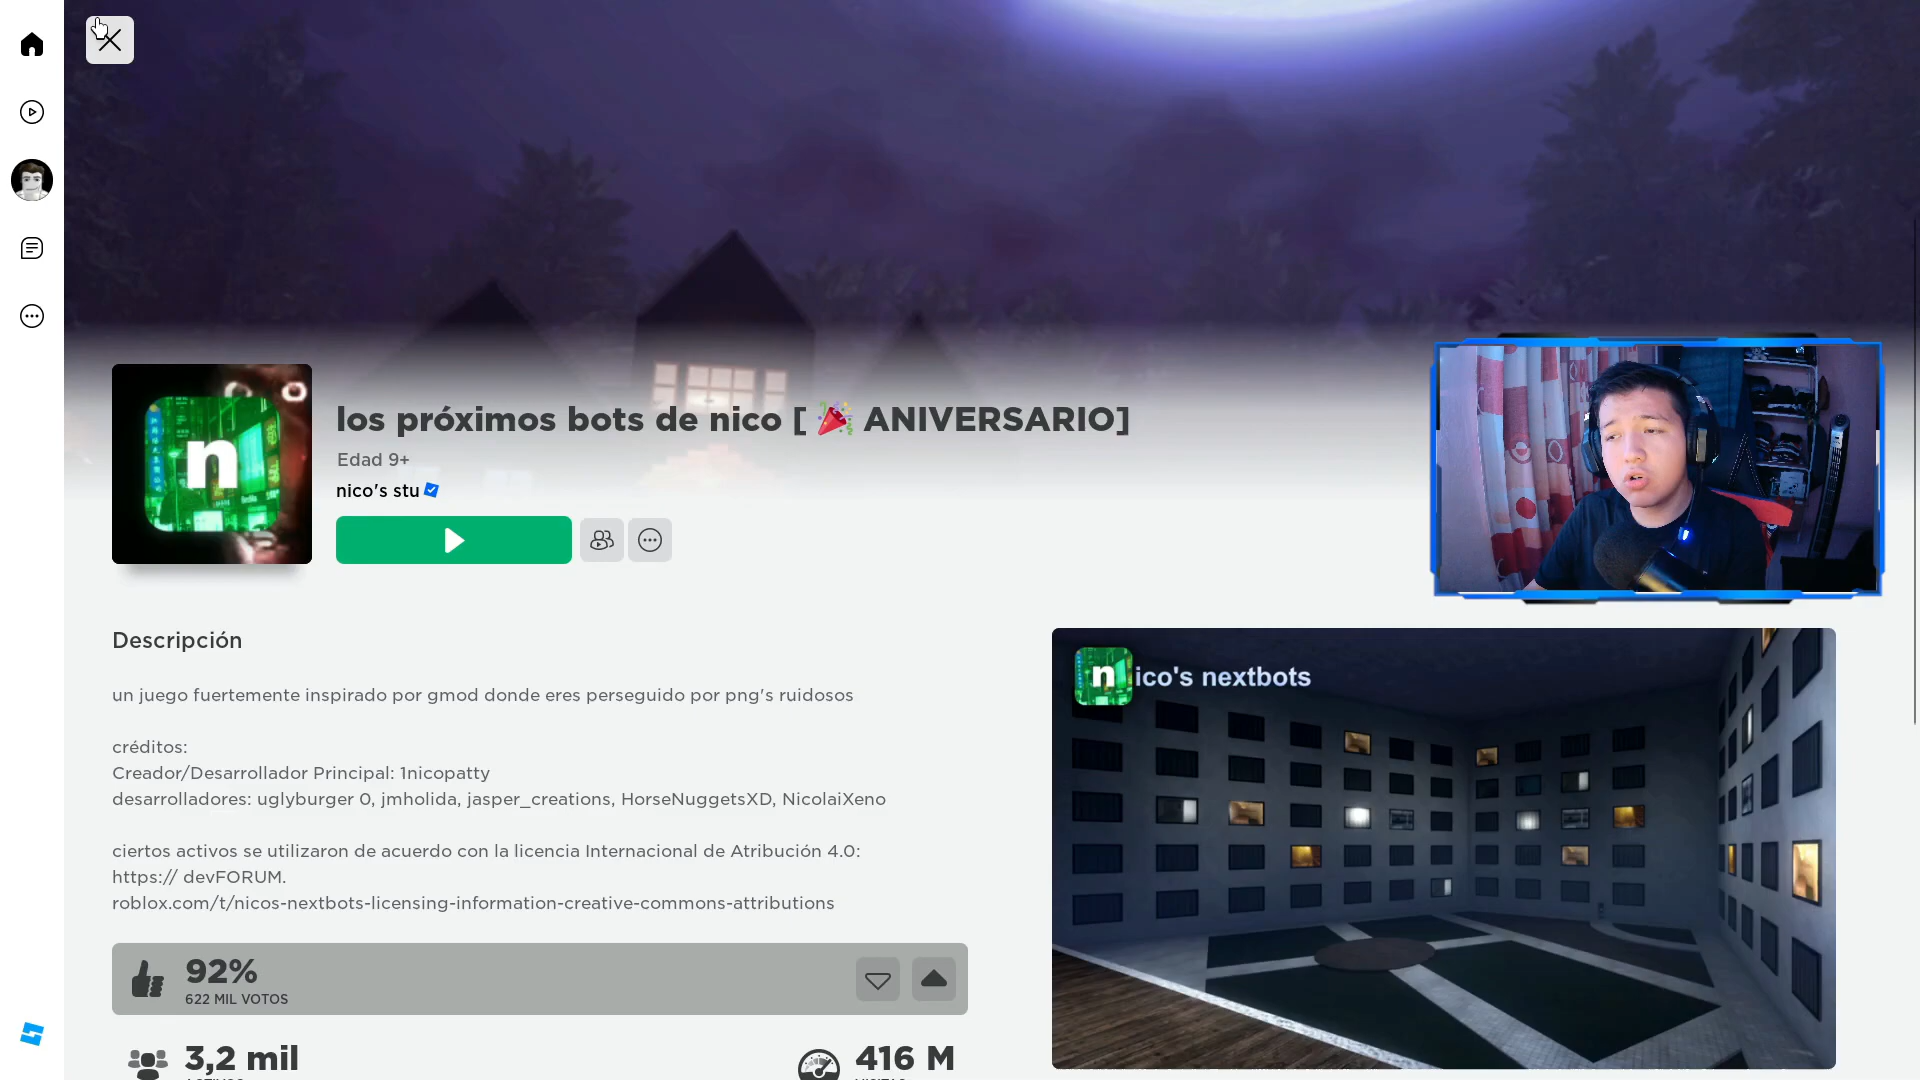 los próximos bots de nico [🎉 ANIVERSARIO]
Edad 9+
nico's stu
n
Descripción
un juego fuertemente inspirado por gmod donde eres perseguido por png's ruidosos
créditos:
Creador/Desarrollador Principal: 1nicopatty
desarrolladores: uglyburger 0, jmholida, jasper_creations, HorseNuggetsXD, NicolaiXeno
ciertos activos se utilizaron de acuerdo con la licencia Internacional de Atribución 4.0:
https:// devFORUM.
roblox.com/t/nicos-nextbots-licensing-information-creative-commons-attributions
92%
622 MIL VOTOS
3,2 mil
416 M
nico's nextbots